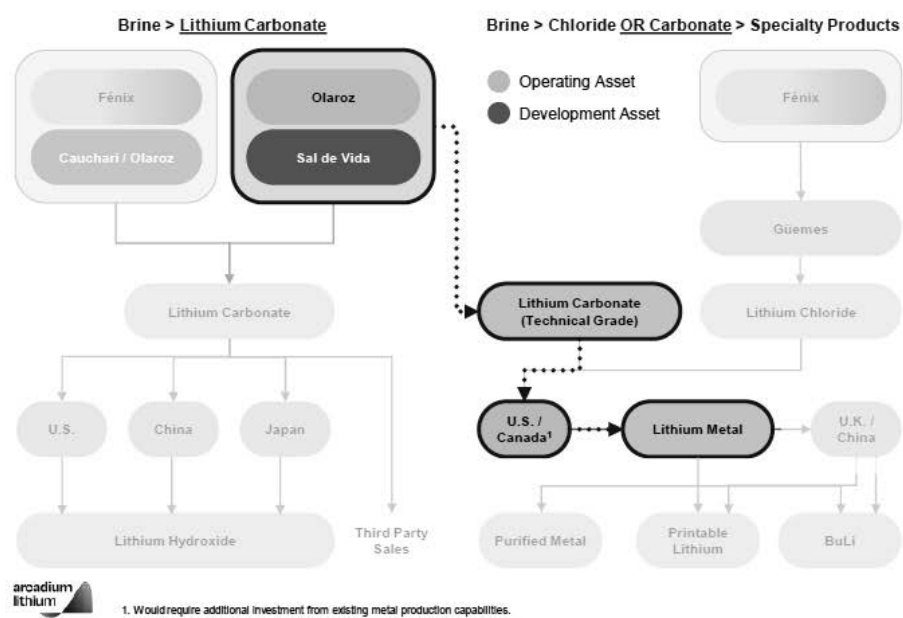 Brine > Lithium Carbonate
Brine > Chloride OR Carbonate > Specialty Products
Fénix
Cauchari / Olaroz
Olaroz
Sal de Vida
Operating Asset
Development Asset
Fénix
Güemes
Lithium Carbonate
Lithium Carbonate
(Technical Grade)
Lithium Chloride
U.S.
China
Japan
U.S. /
Canada¹
Lithium Metal
U.K. /
China
Lithium Hydroxide
Third Party
Sales
Purified Metal
Printable
Lithium
BuLi
arcadium
lithium
1. Would require additional investment from existing metal production capabilities.